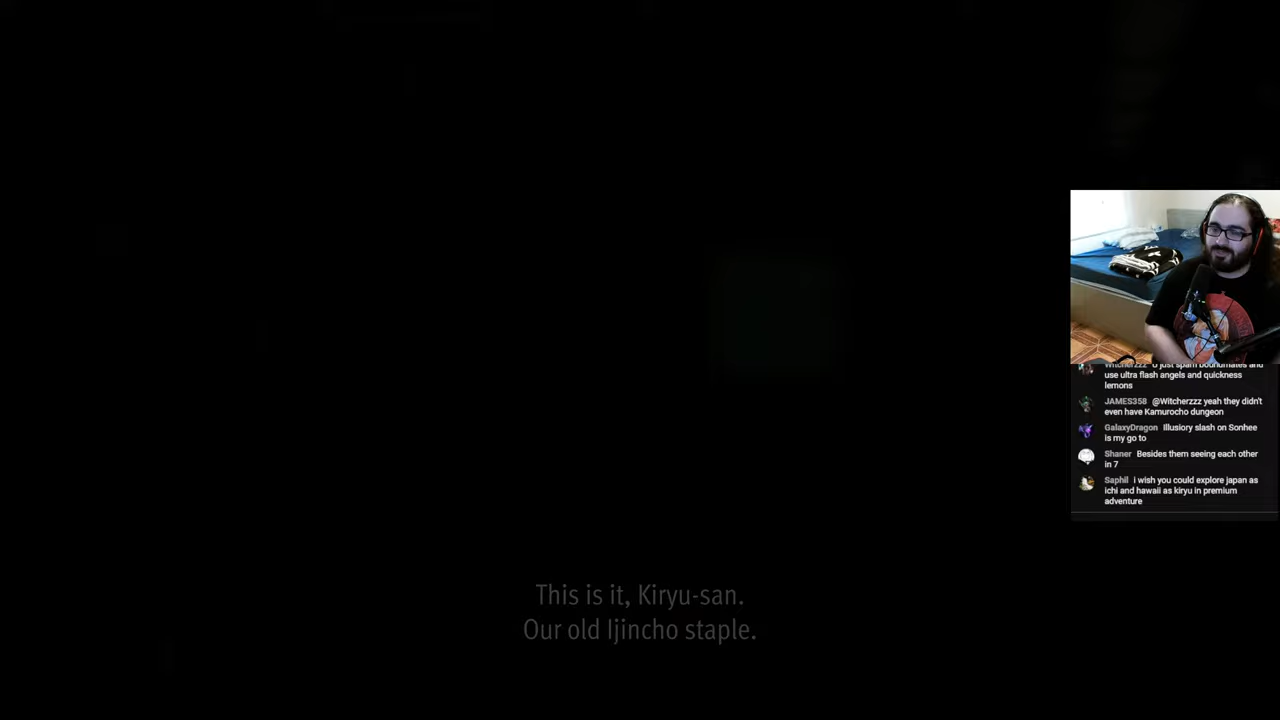 use ultra flash angels and quickness
lemons
JAMES358 @Witcherzzz yeah they didn't
even have Kamurocho dungeon
GalaxyDragon Illusiory slash on Sonhee
is my go to
Shaner Besides them seeing each other
in 7
Saphil i wish you could explore japan as
ichi and hawaii as kiryu in premium
adventure
This is it, Kiryu-san.
Our old Ijincho staple.